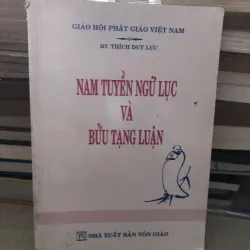 GIÁO HỘI PHẬT GIÁO VIỆT NAM
HT. THÍCH DUY LỰC
NAM TUYỀN NGỮ LỤC
VÀ
BỬU TẠNG LUẬN
NHÀ XUẤT BẢN TÔN GIÁO